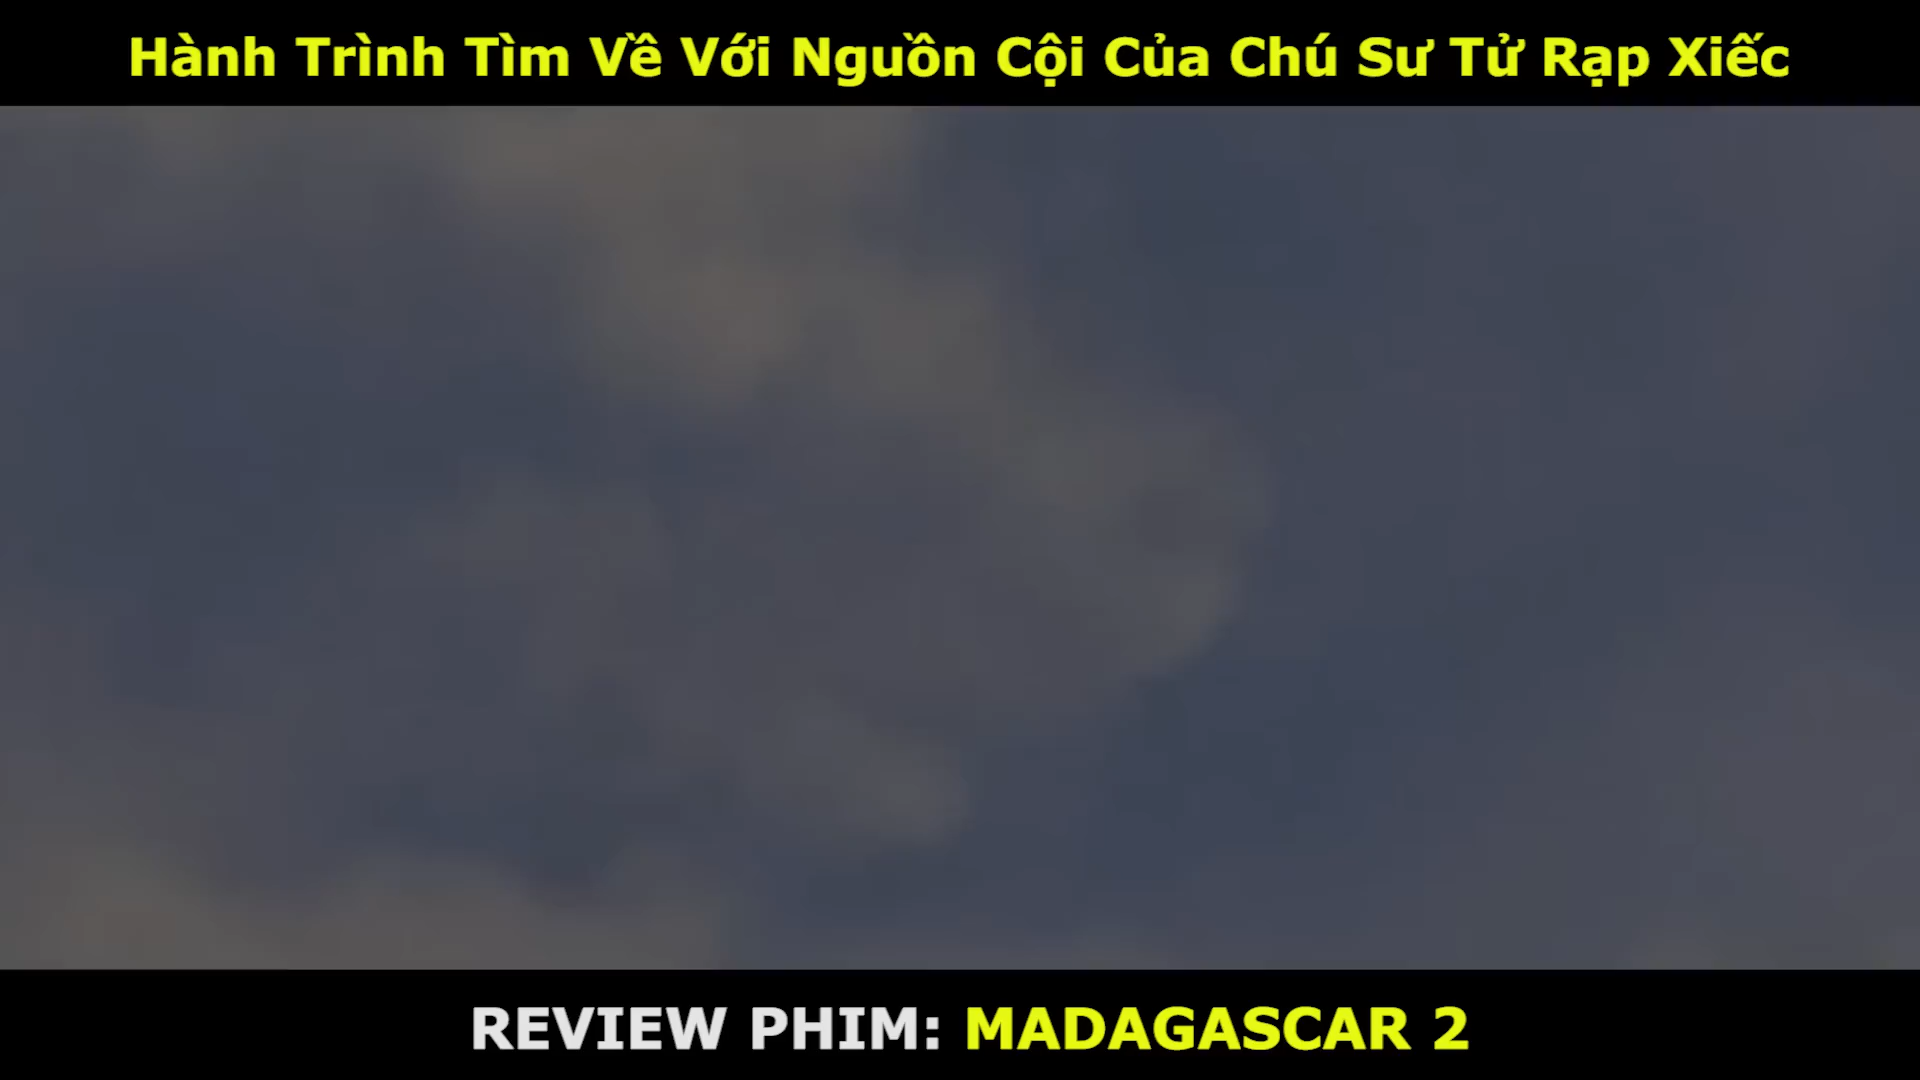 Hành Trình Tìm Về Với Nguồn Cội Của Chú Sư Tử Rạp Xiếc
REVIEW PHIM: MADAGASCAR 2